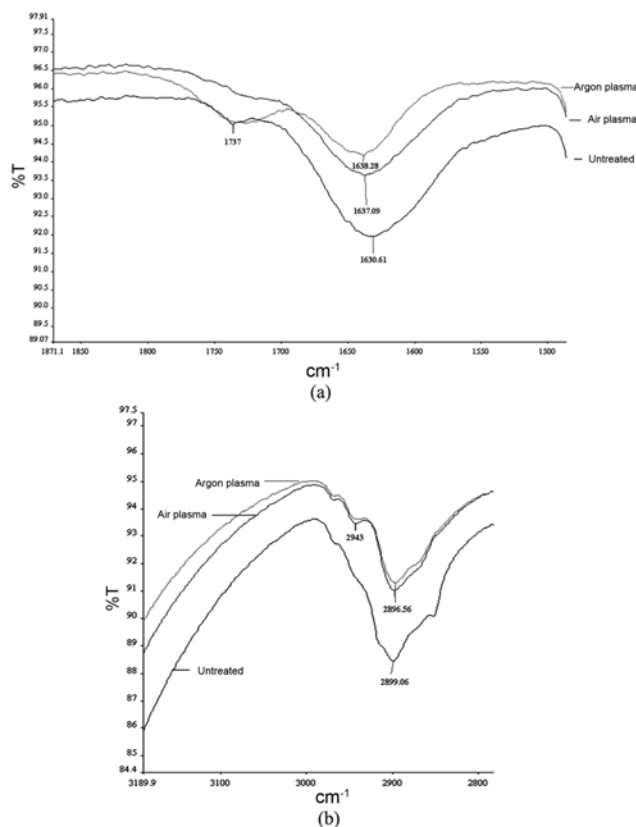 97.91
97.5
97.0
96.5
96.0
95.5
95.0
94.5
94.0
93.5
93.0
92.5
92.0
91.5
91.0
90.5
90.0
89.5
89.07
%T
Argon plasma
Air plasma
Untreated
1737
1638.28
1637.09
1630.61
1871.1 1850 1800 1750 1700 1650 1600 1550 1500
cm-1
(a)
97.5
96
95
94
93
92
91
90
89
88
87
86
85
84.4
%T
Argon plasma
Air plasma
Untreated
2943
2896.56
2899.06
3189.9 3100 3000 2900 2800
cm-1
(b)